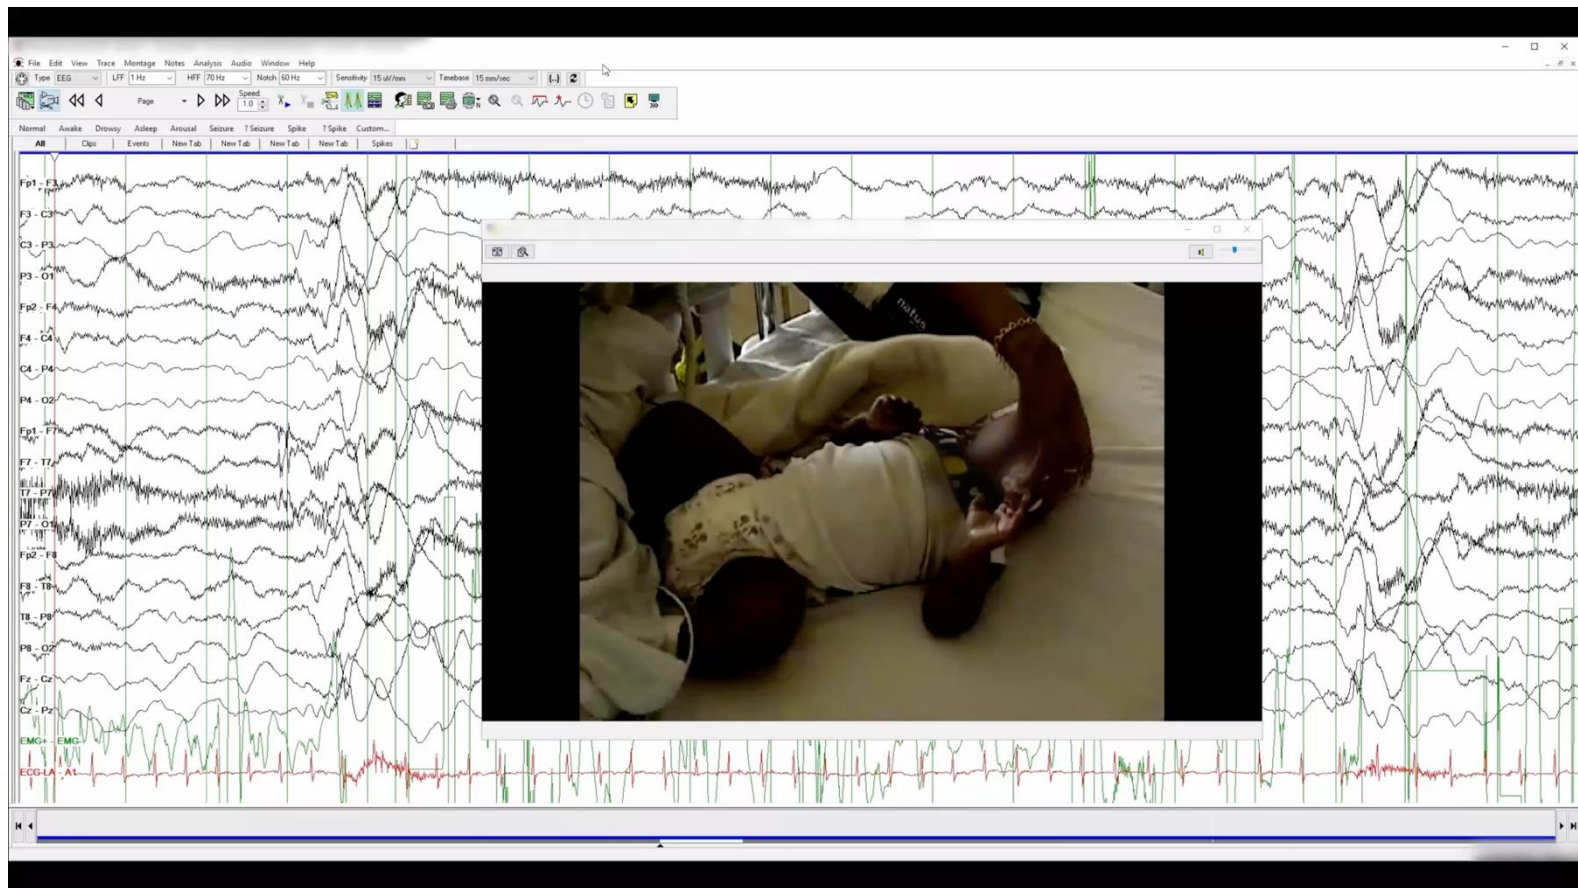 File Edit View Trace Montage Notes Analysis Audio Window Help
Type EEG LFF 1 Hz HFF 70 Hz Notch 60 Hz Sensitivity 15 uV/mm Timebase 15 mm/sec
Page Speed 1.0
Normal Awake Drowsy Asleep Arousal Seizure ? Seizure Spike ? Spike Custom...
All Clips Events New Tab New Tab New Tab New Tab Spikes
Fp1 - F3
F3 - C3
C3 - P3
P3 - O1
Fp2 - F4
F4 - C4
C4 - P4
P4 - O2
Fp1 - F7
F7 - T7
T7 - P7
P7 - O1
Fp2 - F8
F8 - T8
T8 - P8
P8 - O2
Fz - Cz
Cz - Pz
EMG+ - EMG-
ECG-LA - A1
natus